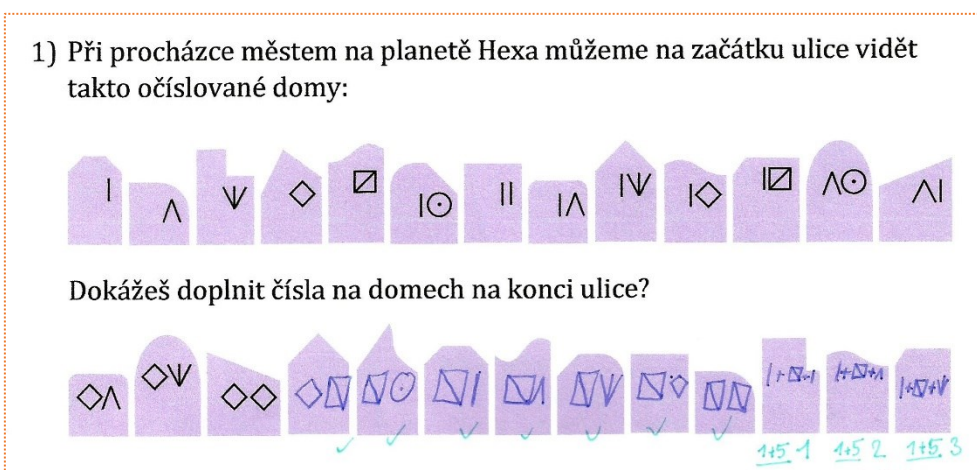 1) Při procházce městem na planetě Hexa můžeme na začátku ulice vidět
takto očíslované domy:
| Λ ѱ ◇ ⧄ |⊙ || |Λ |ѱ |◇ |⧄ Λ⊙ Λ|
Dokážeš doplnit čísla na domech na konci ulice?
◇Λ ◇ѱ ◇◇ ◇⧅ ⧅⊙ ⧅| ⧅Λ ⧅ѱ ⧅◇ ⧅⧅ |+⧅+| |+⧅+Λ |+⧅+ѱ
1+5 1 1+5 2 1+5 3